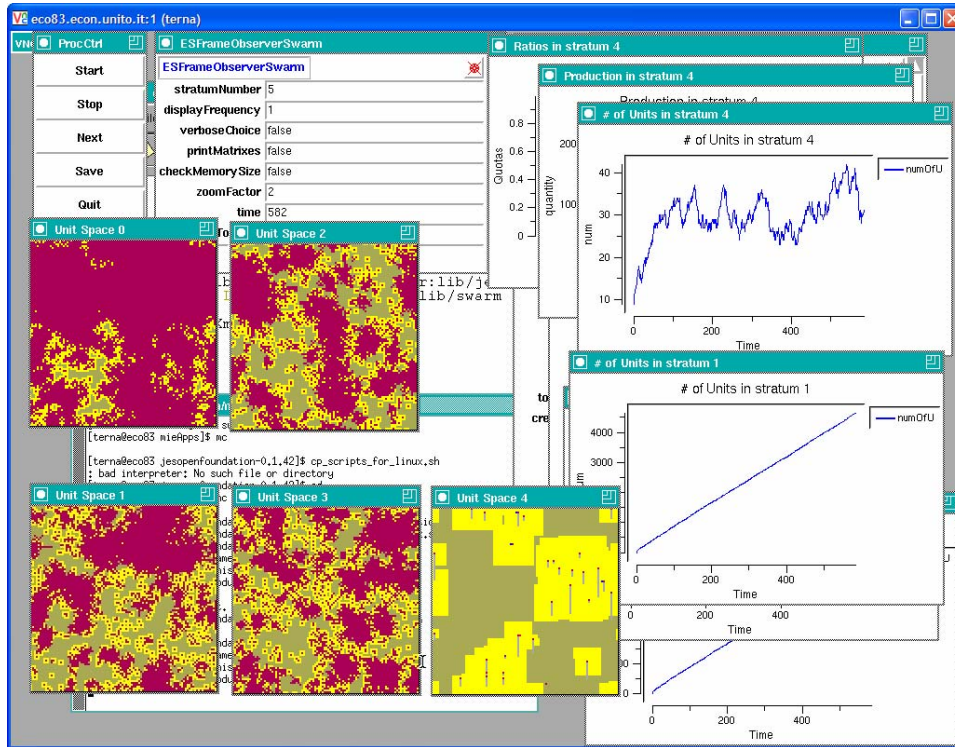 eco83.econ.unito.it:1 (terna)
ProcCtrl
Start
Stop
Next
Save
Quit
ESFrameObserverSwarm
ESFrameObserverSwarm
stratumNumber 5
displayFrequency 1
verboseChoice false
printMatrixes false
checkMemorySize false
zoomFactor 2
time 582
Ratios in stratum 4
Quotas
0.8
0.6
0.4
0.2
0
Production in stratum 4
Production in stratum 4
quantity
200
100
# of Units in stratum 4
# of Units in stratum 4
numOfU
num
40
30
20
10
0 200 400
Time
Unit Space 0
Unit Space 2
r:lib/je
lib/swarm
# of Units in stratum 1
# of Units in stratum 1
numOfU
4000
3000
0 200 400
Time
to
cre
[terna@eco83 mieApps]$ mc
[terna@eco83 jesopenfoundation-0.1.42]$ cp_scripts_for_linux.sh
: bad interpreter: No such file or directory
Unit Space 1
Unit Space 3
Unit Space 4
0 200 400
Time
0
0 200 400
Time